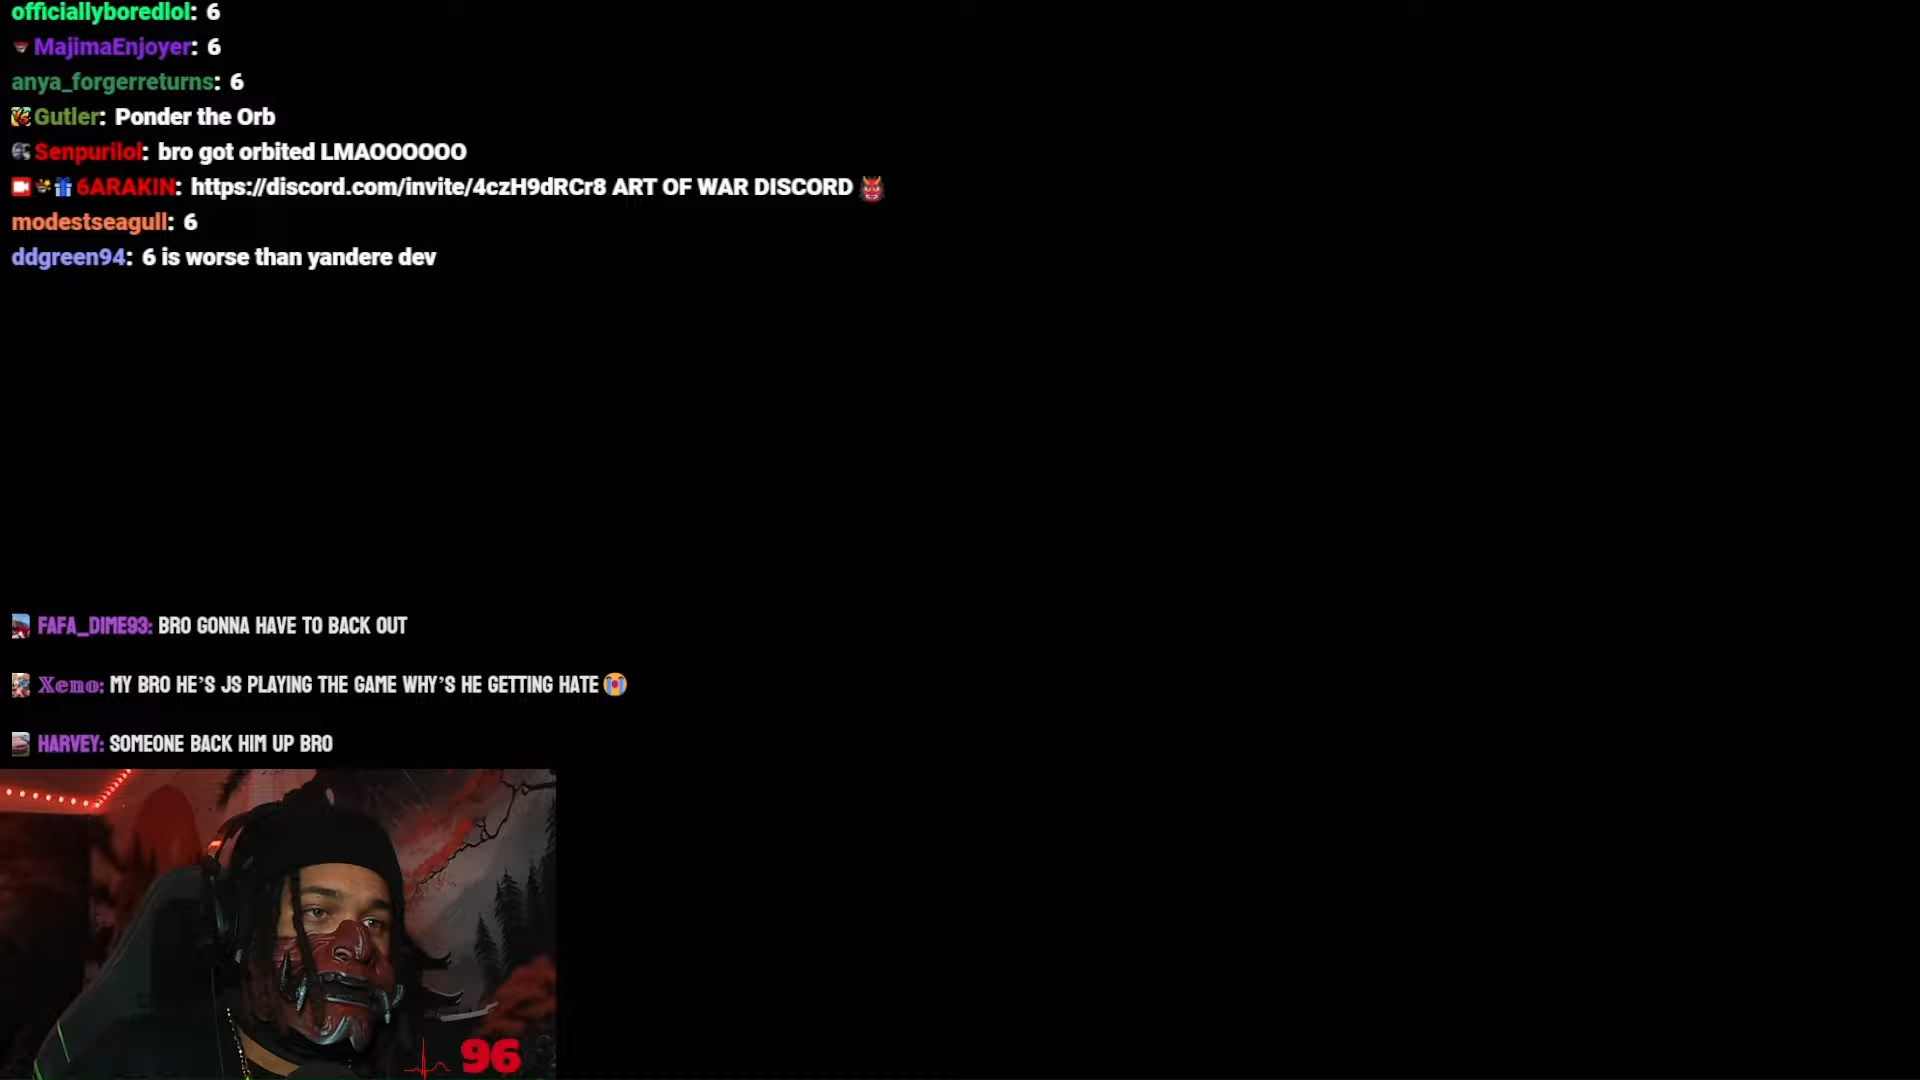 officiallyboredlol: 6
MajimaEnjoyer: 6
anya_forgerreturns: 6
Gutler: Ponder the Orb
Senpurilol: bro got orbited LMAOOOOOO
6ARAKIN: https://discord.com/invite/4czH9dRCr8 ART OF WAR DISCORD 👹
modestseagull: 6
ddgreen94: 6 is worse than yandere dev
FAFA_DIME93: BRO GONNA HAVE TO BACK OUT
𝕏𝕖𝕟𝕠: MY BRO HE’S JS PLAYING THE GAME WHY’S HE GETTING HATE 😭
HARVEY: SOMEONE BACK HIM UP BRO
96